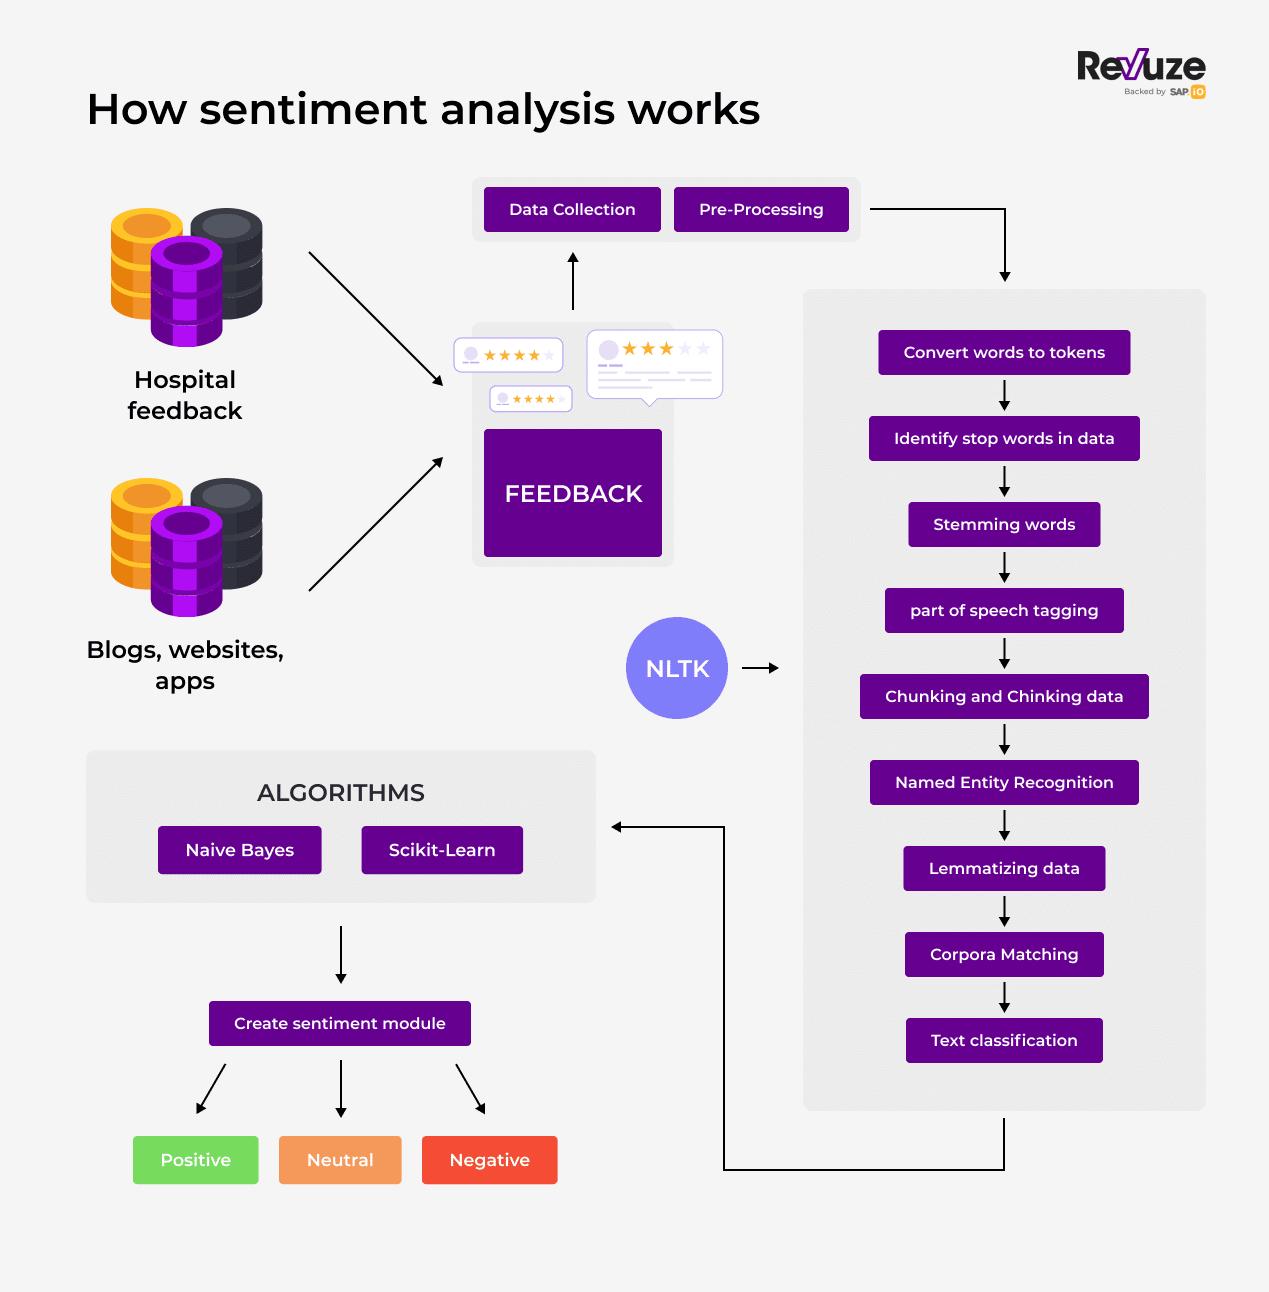 Revuze
Backed by SAP.iO
How sentiment analysis works
Data Collection
Pre-Processing
Hospital
feedback
FEEDBACK
Blogs, websites,
apps
NLTK
Convert words to tokens
Identify stop words in data
Stemming words
part of speech tagging
Chunking and Chinking data
Named Entity Recognition
Lemmatizing data
Corpora Matching
Text classification
ALGORITHMS
Naive Bayes
Scikit-Learn
Create sentiment module
Positive
Neutral
Negative